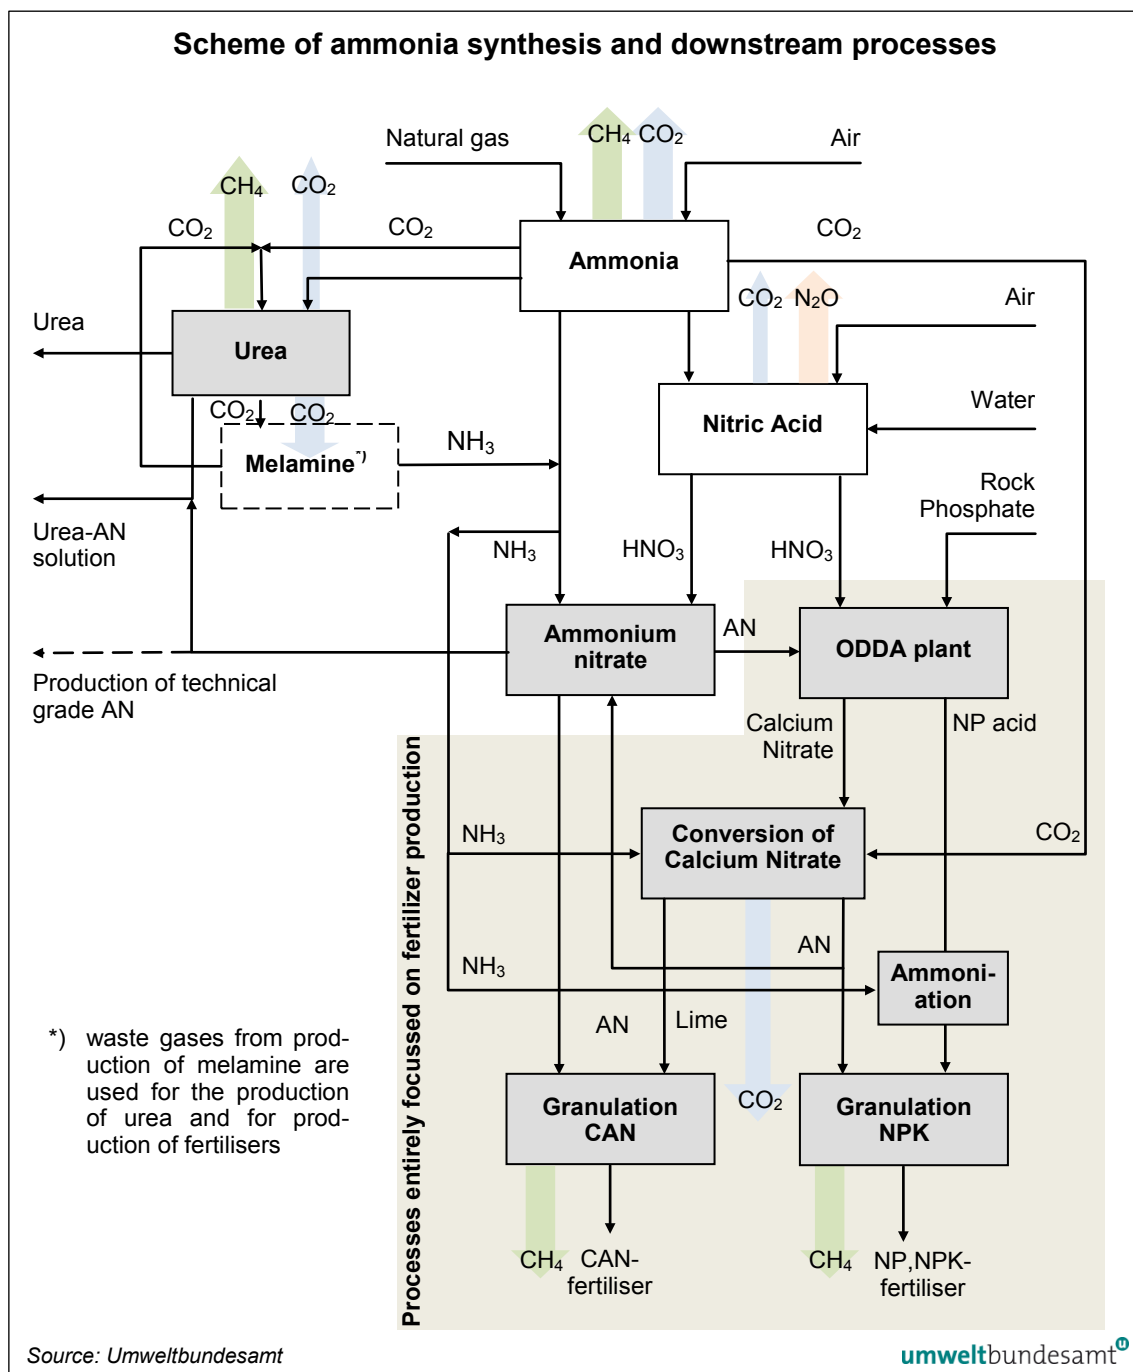 Scheme of ammonia synthesis and downstream processes
Natural gas
CH₄
CO₂
Air
CH₄
CO₂
CO₂
CO₂
CO₂
Ammonia
CO₂
N₂O
Air
Urea
Urea
Water
CO₂
CO₂
Nitric Acid
NH₃
Melamine*)
Rock
Phosphate
Urea-AN
solution
NH₃
HNO₃
HNO₃
Ammonium
nitrate
AN
ODDA plant
Production of technical
grade AN
Calcium
Nitrate
NP acid
Processes entirely focussed on fertilizer production
NH₃
Conversion of
Calcium Nitrate
CO₂
AN
NH₃
Ammoni-
ation
AN
Lime
*) waste gases from prod-
uction of melamine are
used for the production
of urea and for prod-
uction of fertilisers
Granulation
CAN
CO₂
Granulation
NPK
CH₄
CAN-
fertiliser
CH₄
NP,NPK-
fertiliser
Source: Umweltbundesamt
umweltbundesamt u